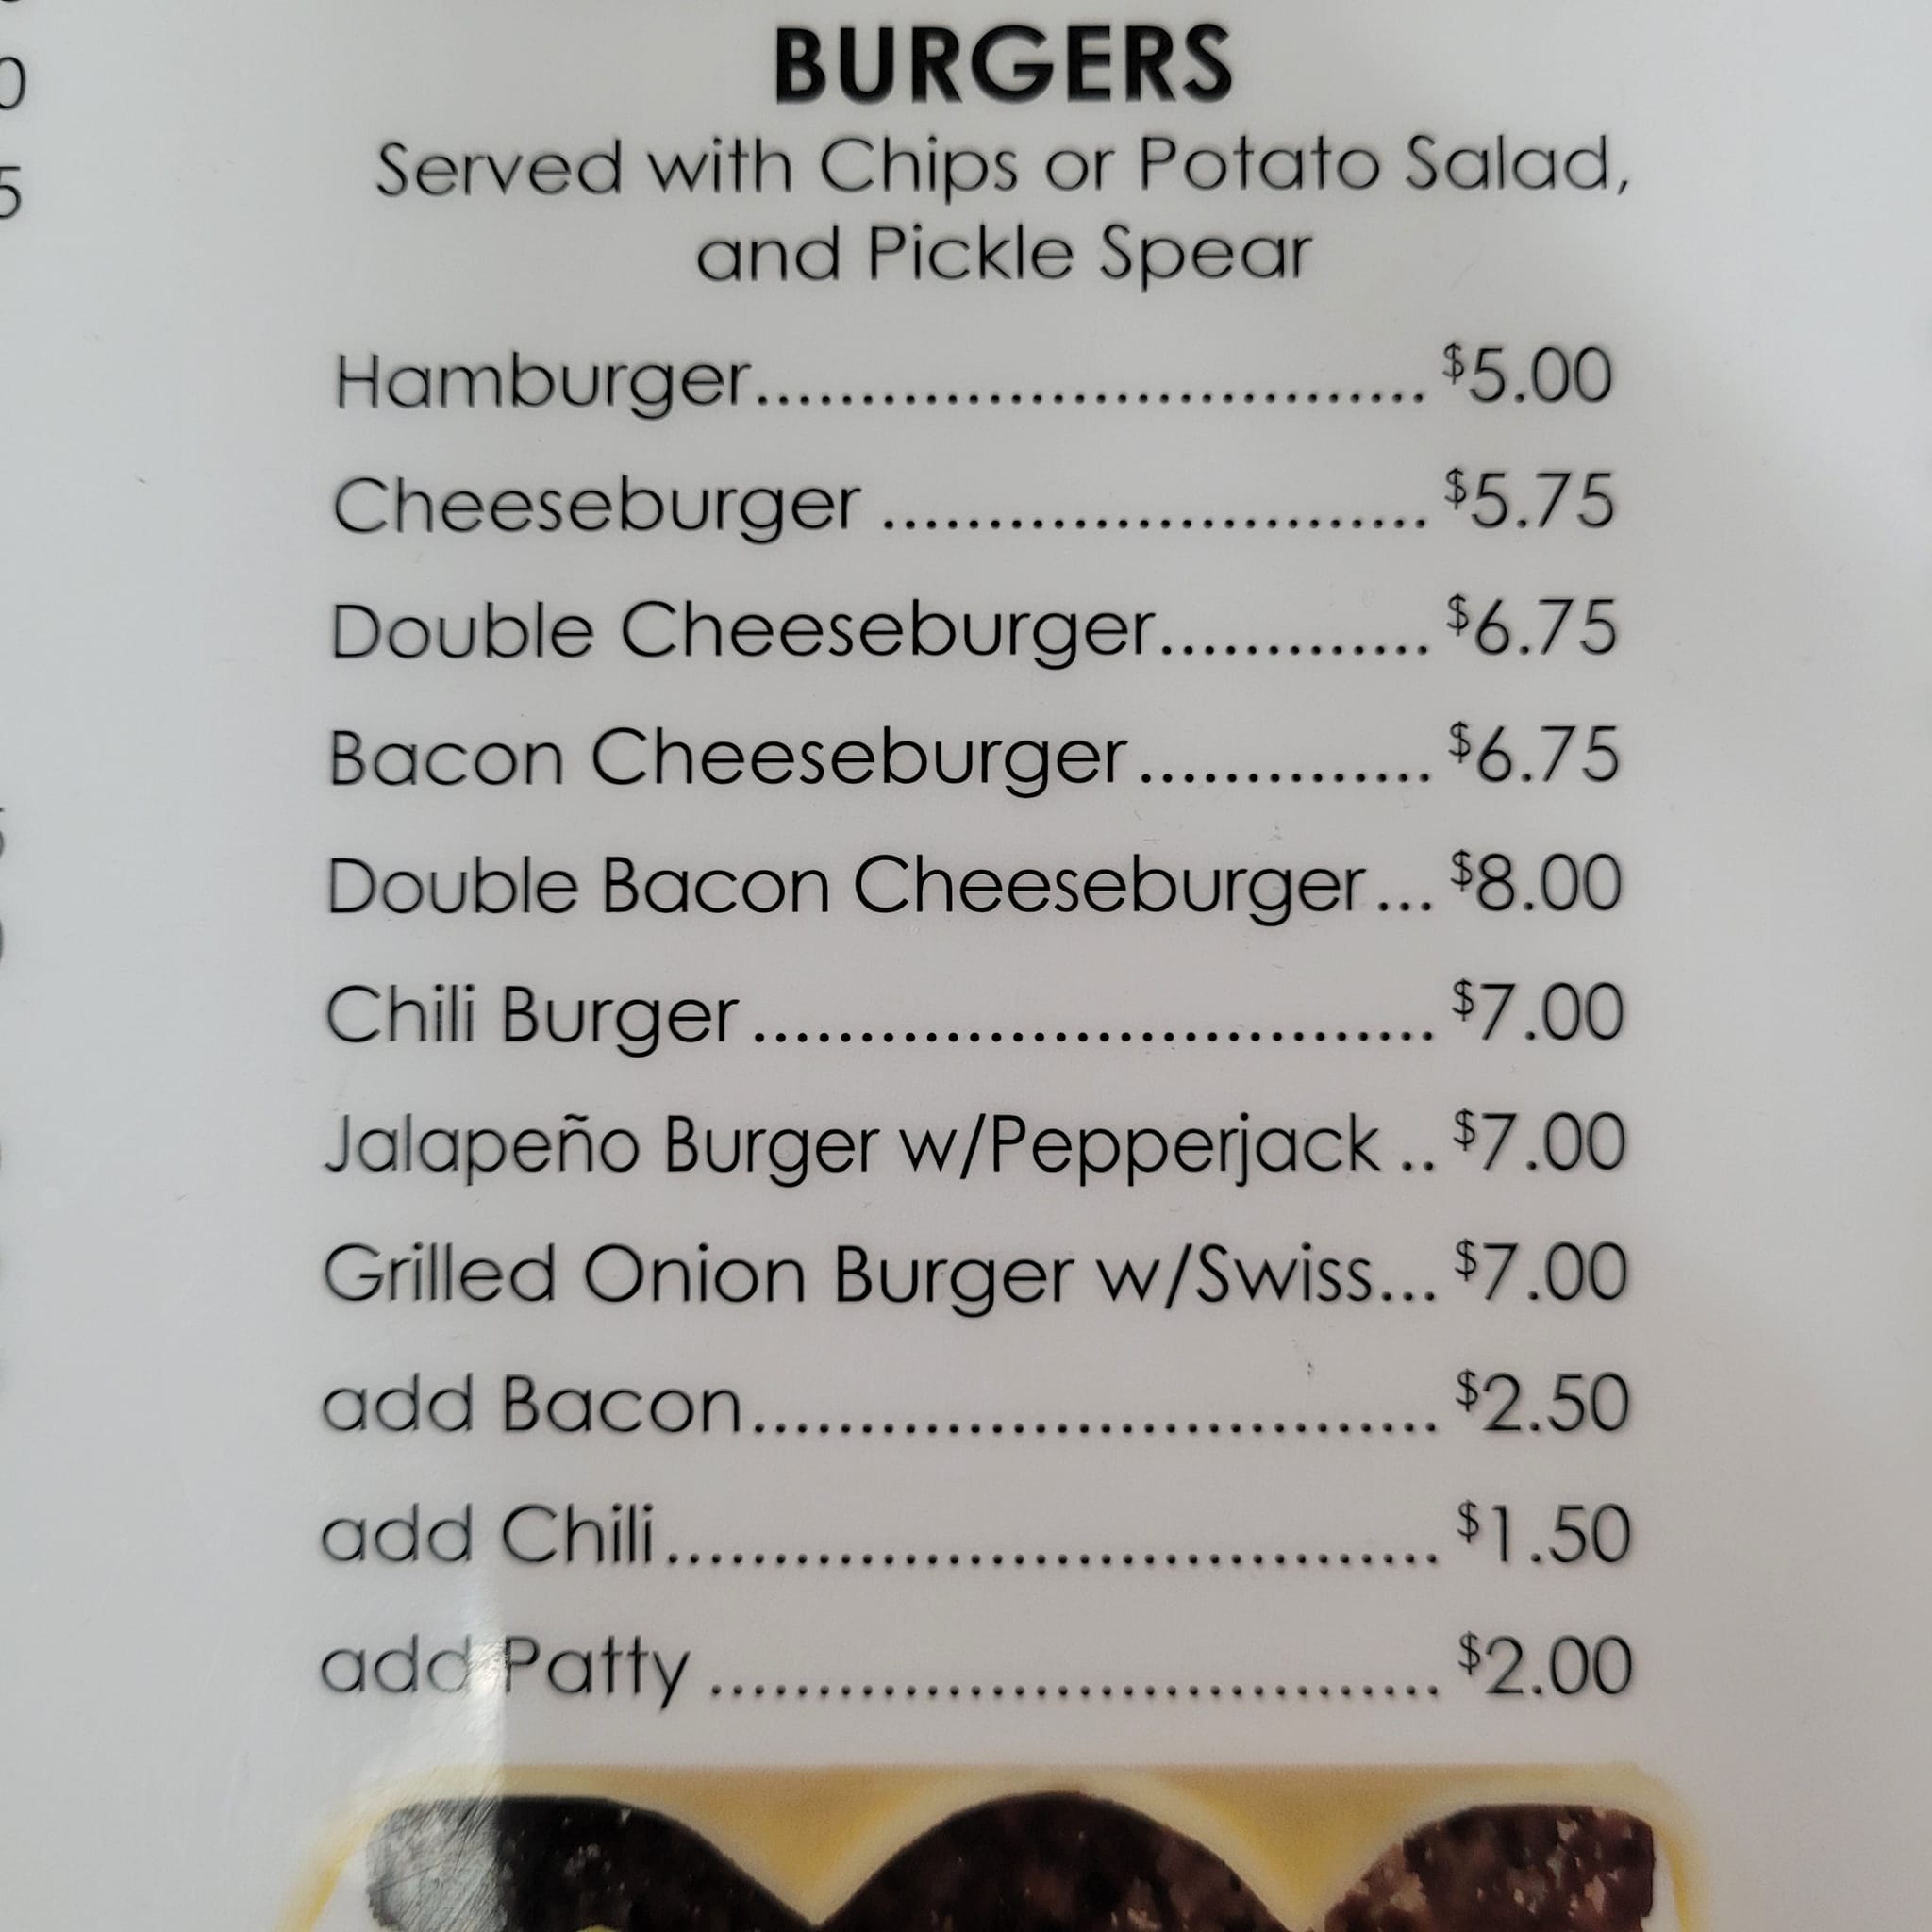 BURGERS
Served with Chips or Potato Salad,
and Pickle Spear
Hamburger................................ $5.00
Cheeseburger .......................... $5.75
Double Cheeseburger............. $6.75
Bacon Cheeseburger.............. $6.75
Double Bacon Cheeseburger... $8.00
Chili Burger ................................ $7.00
Jalapeño Burger w/Pepperjack .. $7.00
Grilled Onion Burger w/Swiss... $7.00
add Bacon................................ $2.50
add Chili.................................... $1.50
add Patty .................................. $2.00